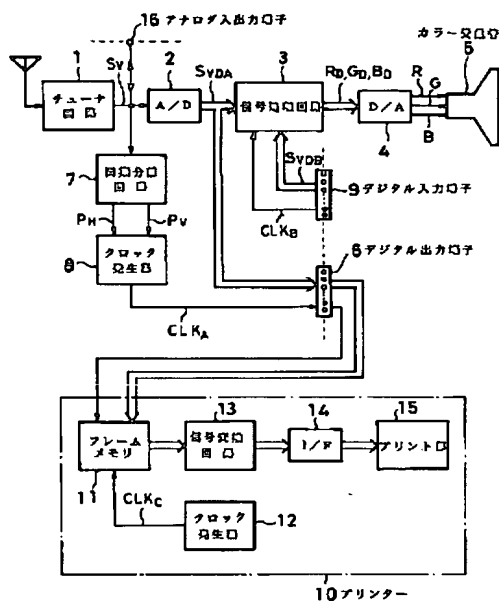 16 アナログ入出力端子
カラー受像管
5
1
チューナ
回路
SV
2
A/D
SVDA
3
信号処理回路
RD,GD,BD
D/A
4
R
G
B
SVDB
9 デジタル入力端子
CLKB
7
同期分離
回路
PH
PV
8
クロック
発生器
6 デジタル出力端子
CLKA
フレーム
メモリ
11
13
信号変換
回路
14
I/F
15
プリント部
CLKC
クロック
発生器
12
10 プリンター